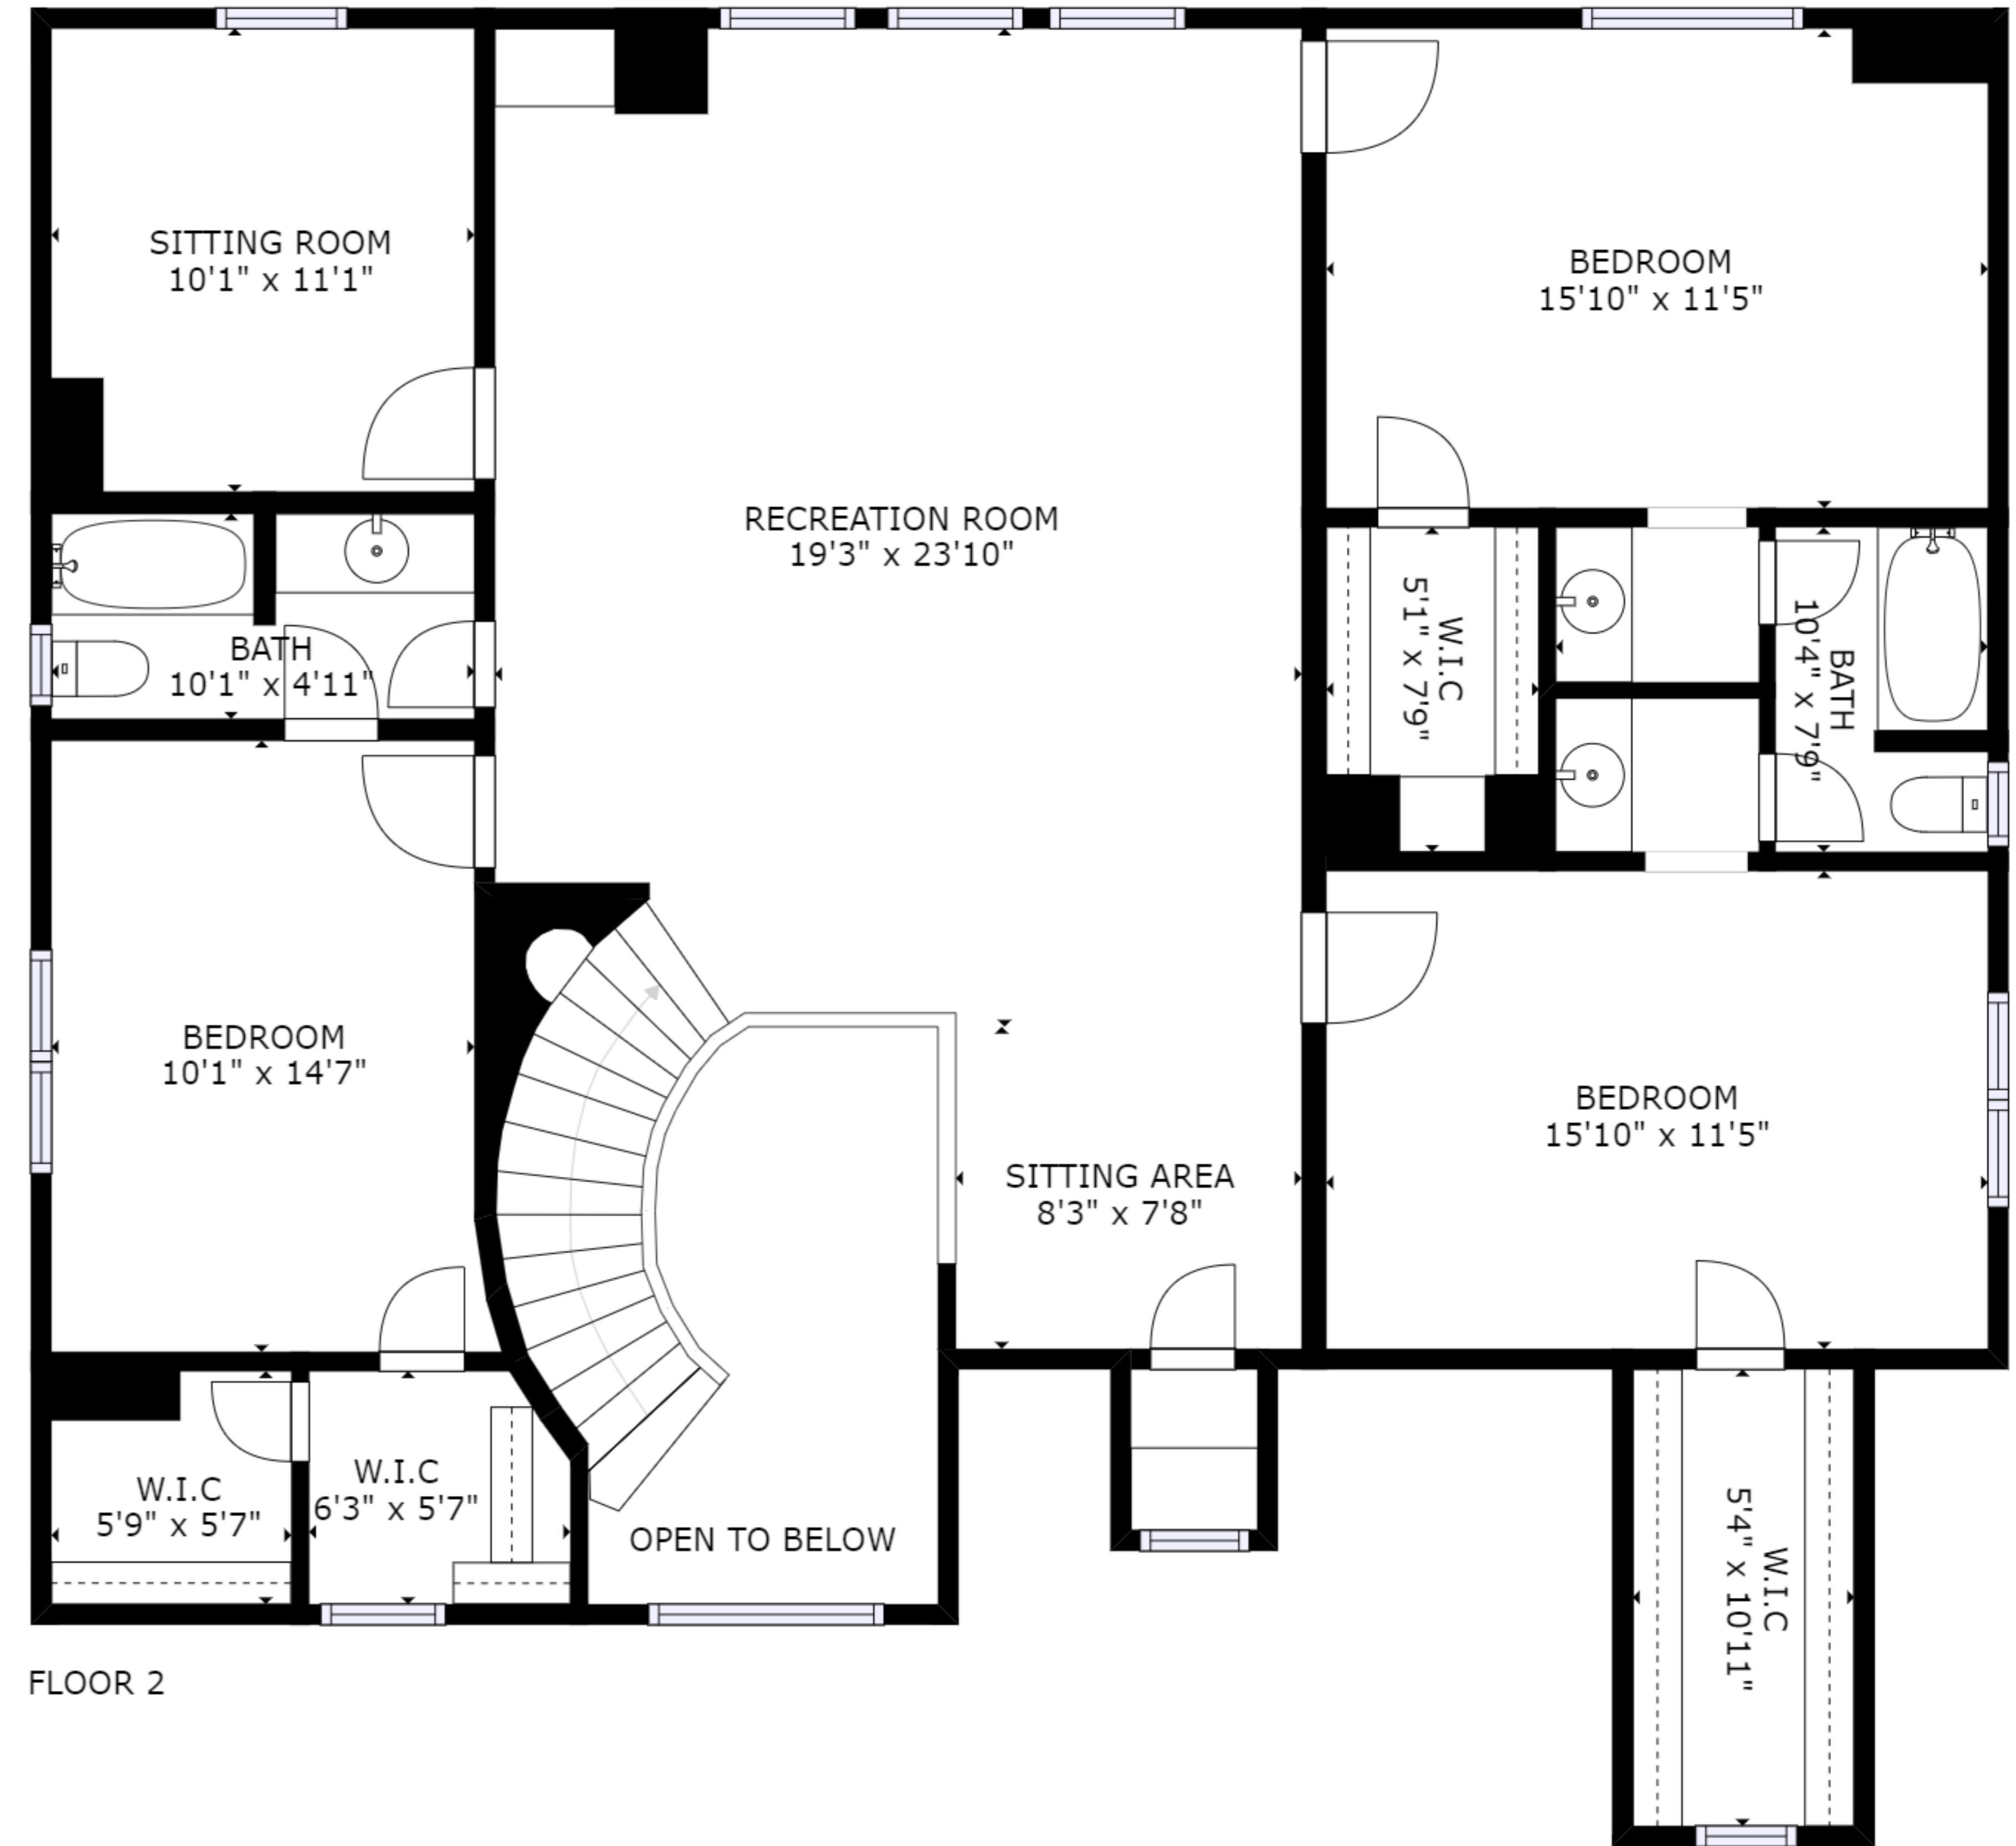 SITTING ROOM
10'1" x 11'1"
BEDROOM
15'10" x 11'5"
RECREATION ROOM
19'3" x 23'10"
BATH
10'1" x 4'11"
W.I.C
5'1" x 7'9"
BATH
10'4" x 7'9"
BEDROOM
10'1" x 14'7"
BEDROOM
15'10" x 11'5"
SITTING AREA
8'3" x 7'8"
W.I.C
5'9" x 5'7"
W.I.C
6'3" x 5'7"
OPEN TO BELOW
W.I.C
5'4" x 10'11"
FLOOR 2